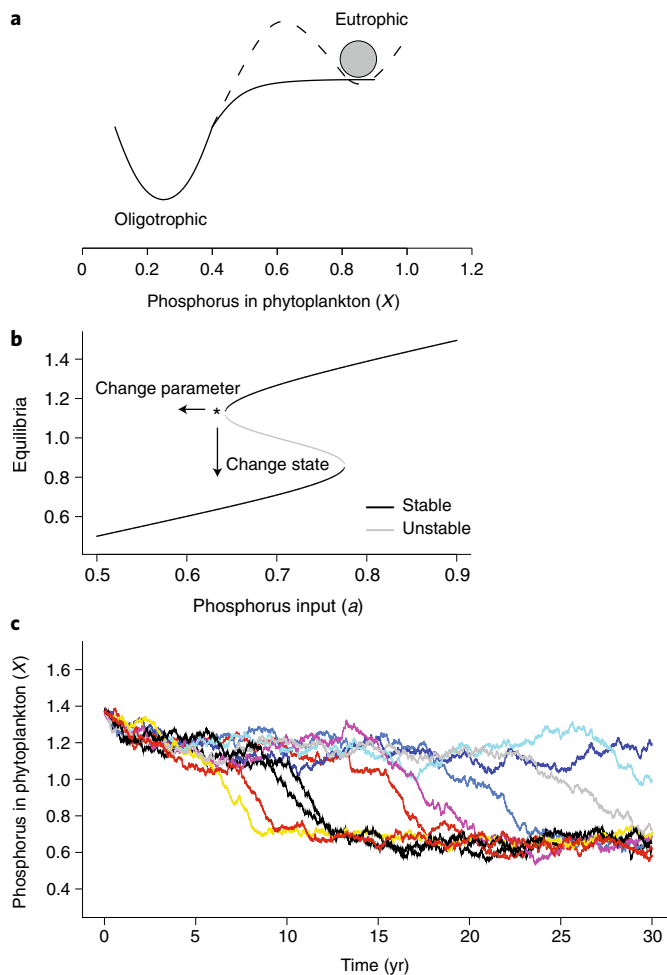 a
Eutrophic
Oligotrophic
0 0.2 0.4 0.6 0.8 1.0 1.2
Phosphorus in phytoplankton (X)
b
1.4
1.2
1.0
0.8
0.6
Equilibria
Change parameter
*
Change state
Stable
Unstable
0.5 0.6 0.7 0.8 0.9
Phosphorus input (a)
c
1.6
1.4
1.2
1.0
0.8
0.6
0.4
Phosphorus in phytoplankton (X)
0 5 10 15 20 25 30
Time (yr)